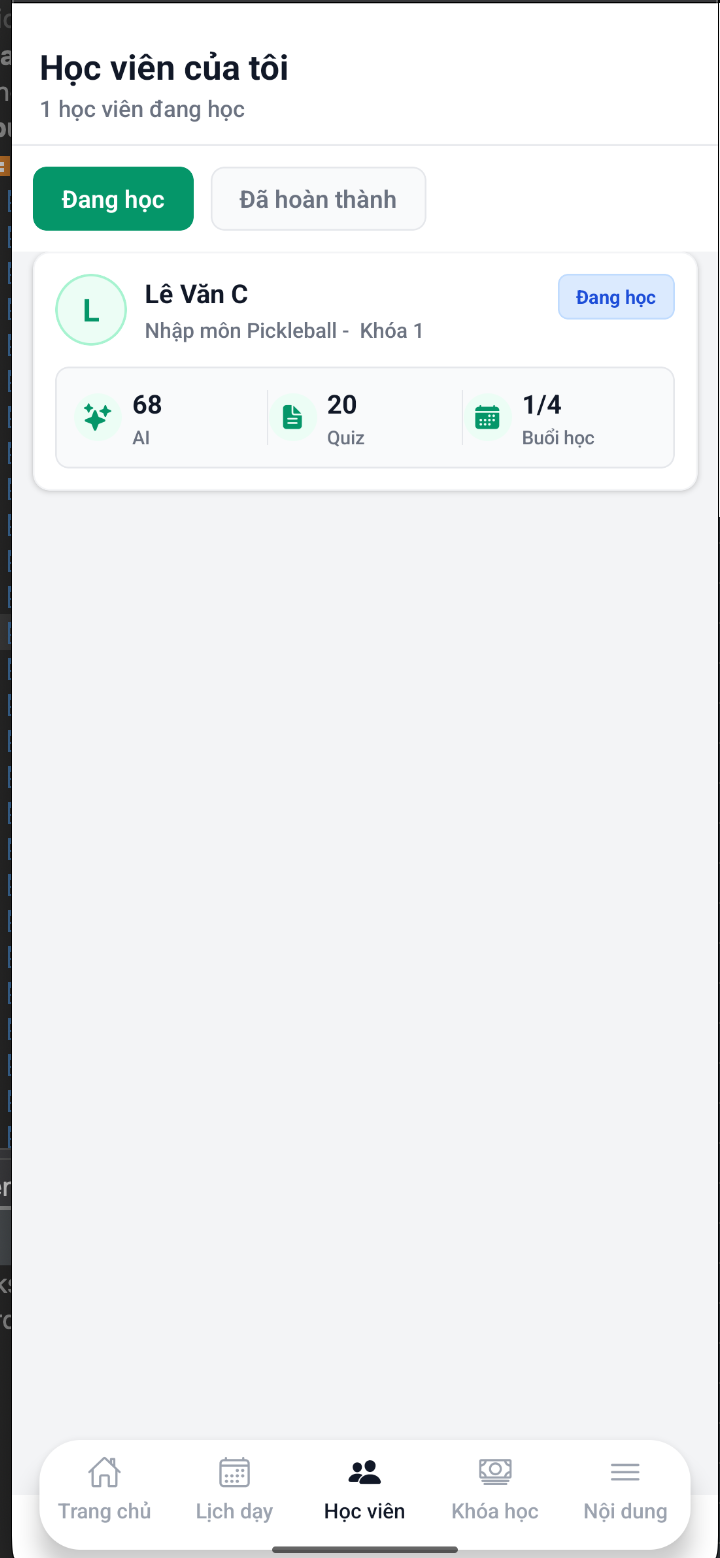 Học viên của tôi
1 học viên đang học
Đang học
Đã hoàn thành
L
Lê Văn C
Đang học
Nhập môn Pickleball -  Khóa 1
68
AI
20
Quiz
1/4
Buổi học
Trang chủ
Lịch dạy
Học viên
Khóa học
Nội dung